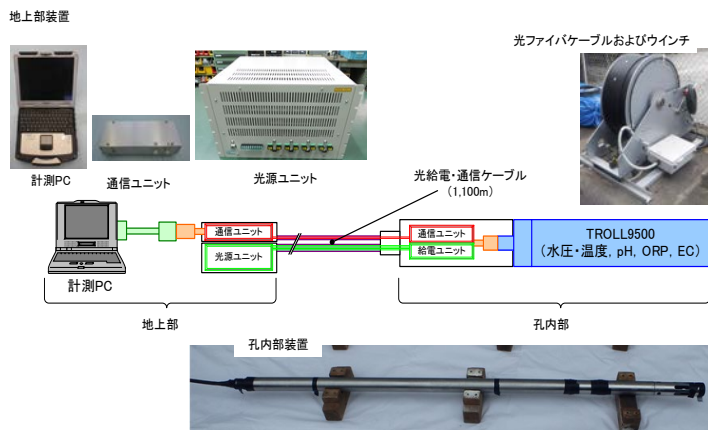 地上部装置
光ファイバケーブルおよびウインチ
計測PC
通信ユニット
光源ユニット
光給電・通信ケーブル
（1,100m）
通信ユニット
光源ユニット
通信ユニット
給電ユニット
TROLL9500
（水圧・温度, pH, ORP, EC）
計測PC
地上部
孔内部
孔内部装置